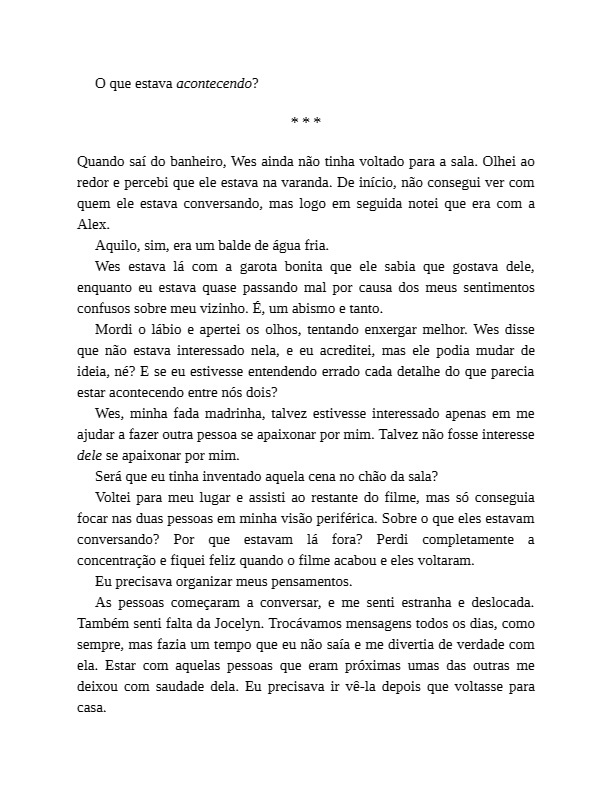 O que estava acontecendo?
* * *
Quando saí do banheiro, Wes ainda não tinha voltado para a sala. Olhei ao
redor e percebi que ele estava na varanda. De início, não consegui ver com
quem ele estava conversando, mas logo em seguida notei que era com a
Alex.
Aquilo, sim, era um balde de água fria.
Wes estava lá com a garota bonita que ele sabia que gostava dele,
enquanto eu estava quase passando mal por causa dos meus sentimentos
confusos sobre meu vizinho. É, um abismo e tanto.
Mordi o lábio e apertei os olhos, tentando enxergar melhor. Wes disse
que não estava interessado nela, e eu acreditei, mas ele podia mudar de
ideia, né? E se eu estivesse entendendo errado cada detalhe do que parecia
estar acontecendo entre nós dois?
Wes, minha fada madrinha, talvez estivesse interessado apenas em me
ajudar a fazer outra pessoa se apaixonar por mim. Talvez não fosse interesse
dele se apaixonar por mim.
Será que eu tinha inventado aquela cena no chão da sala?
Voltei para meu lugar e assisti ao restante do filme, mas só conseguia
focar nas duas pessoas em minha visão periférica. Sobre o que eles estavam
conversando? Por que estavam lá fora? Perdi completamente a
concentração e fiquei feliz quando o filme acabou e eles voltaram.
Eu precisava organizar meus pensamentos.
As pessoas começaram a conversar, e me senti estranha e deslocada.
Também senti falta da Jocelyn. Trocávamos mensagens todos os dias, como
sempre, mas fazia um tempo que eu não saía e me divertia de verdade com
ela. Estar com aquelas pessoas que eram próximas umas das outras me
deixou com saudade dela. Eu precisava ir vê-la depois que voltasse para
casa.